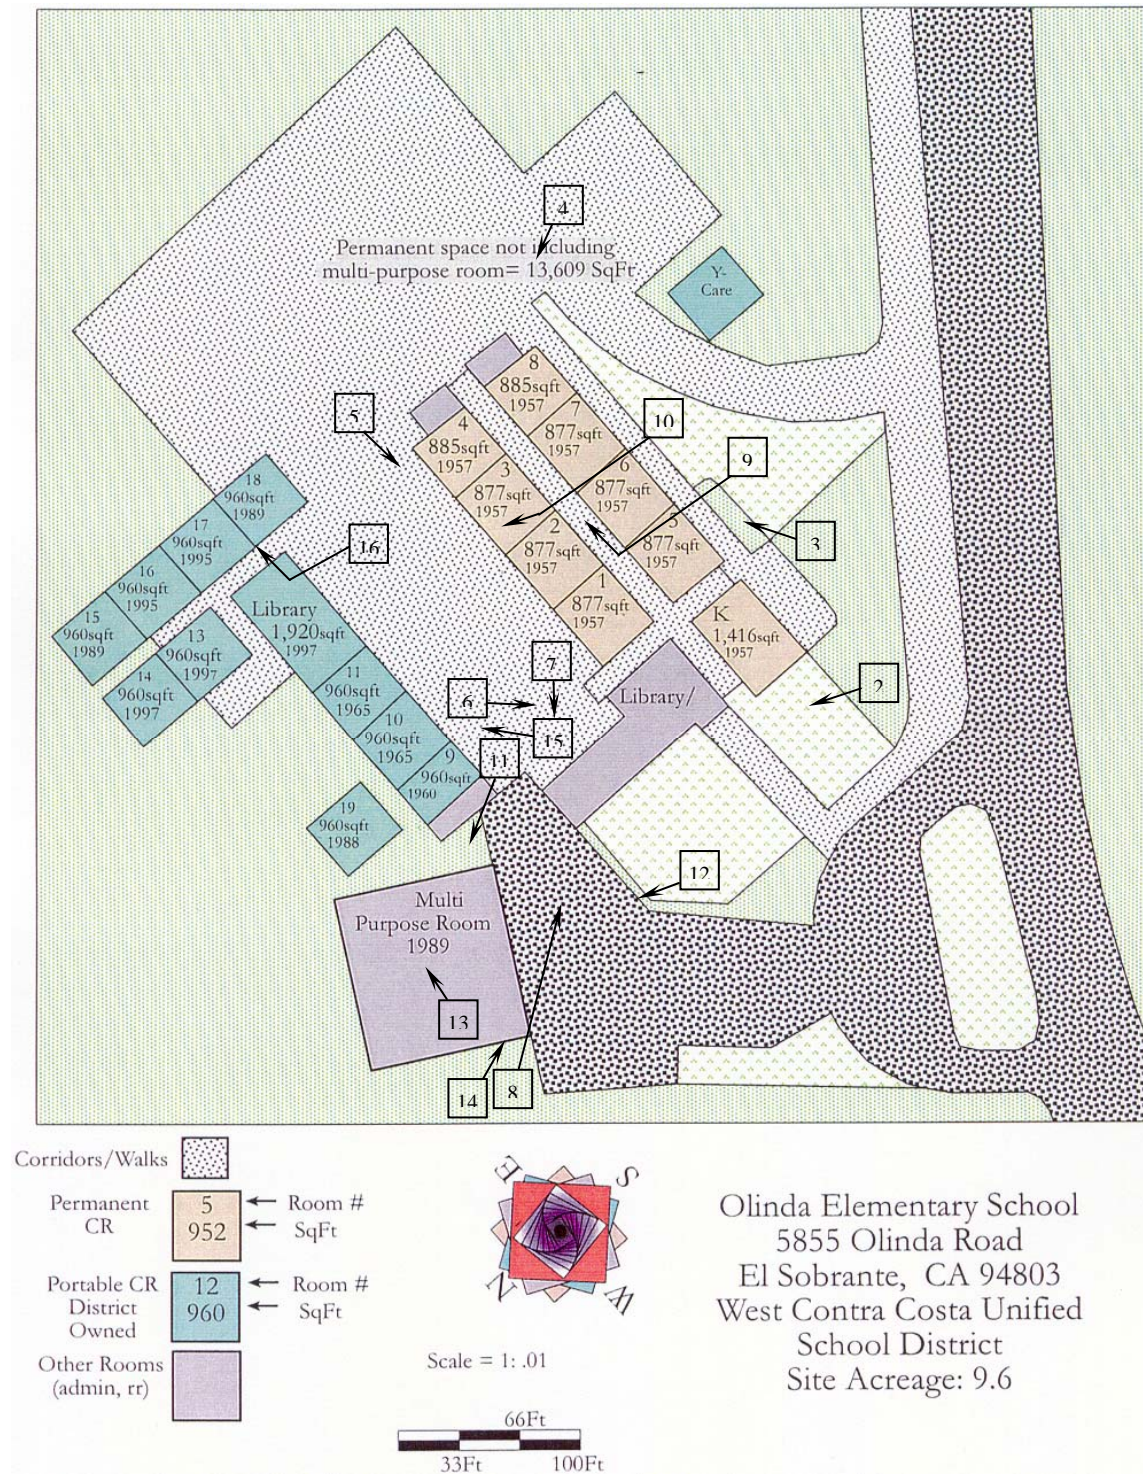 4
Permanent space not including
multi-purpose room= 13,609 SqFt
Y-
Care
8
885sqft
1957
7
877sqft
1957
6
877sqft
1957
5
877sqft
1957
4
885sqft
1957
3
877sqft
1957
2
877sqft
1957
1
877sqft
1957
5
10
9
3
16
18
960sqft
1989
17
960sqft
1995
16
960sqft
1995
15
960sqft
1989
13
960sqft
1997
14
960sqft
1997
Library
1,920sqft
1997
11
960sqft
1965
10
960sqft
1965
9
960sqft
1960
19
960sqft
1988
K
1,416sqft
1957
Library/
2
7
6
15
11
12
Multi
Purpose Room
1989
13
14
8
Corridors/Walks
Permanent
CR
5
952
Room #
SqFt
Portable CR
District
Owned
12
960
Room #
SqFt
Other Rooms
(admin, rr)
E
S
N
W
Scale = 1: .01
66Ft
33Ft
100Ft
Olinda Elementary School
5855 Olinda Road
El Sobrante, CA 94803
West Contra Costa Unified
School District
Site Acreage: 9.6